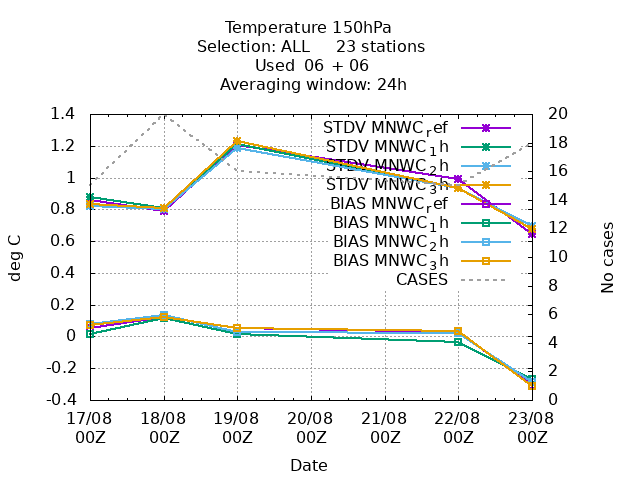 Temperature 150hPa
Selection: ALL     23 stations
Used  06 + 06
Averaging window: 24h
1.4
1.2
1
0.8
0.6
0.4
0.2
0
-0.2
-0.4
deg C
20
18
16
14
12
10
8
6
4
2
0
No cases
STDV MNWC_ref
STDV MNWC_1h
STDV MNWC_2h
STDV MNWC_3h
BIAS MNWC_ref
BIAS MNWC_1h
BIAS MNWC_2h
BIAS MNWC_3h
CASES
17/08 18/08 19/08 20/08 21/08 22/08 23/08
00Z 00Z 00Z 00Z 00Z 00Z 00Z
Date